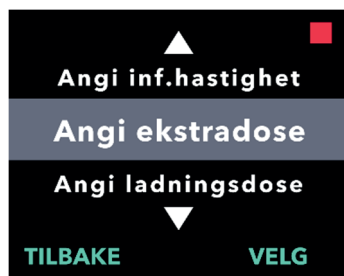 Angi inf.hastighet
Angi ekstradose
Angi ladningsdose
TILBAKE VELG